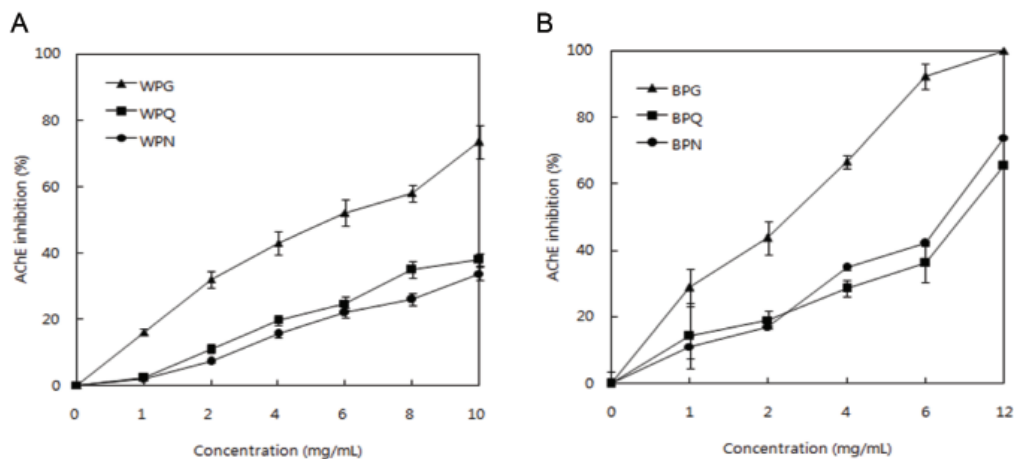 A
100
80
60
40
20
0
AChE inhibition (%)
WPG
WPQ
WPN
0 1 2 4 6 8 10
Concentration (mg/mL)
B
100
80
60
40
20
0
AChE inhibition (%)
BPG
BPQ
BPN
0 1 2 4 6 12
Concentration (mg/mL)